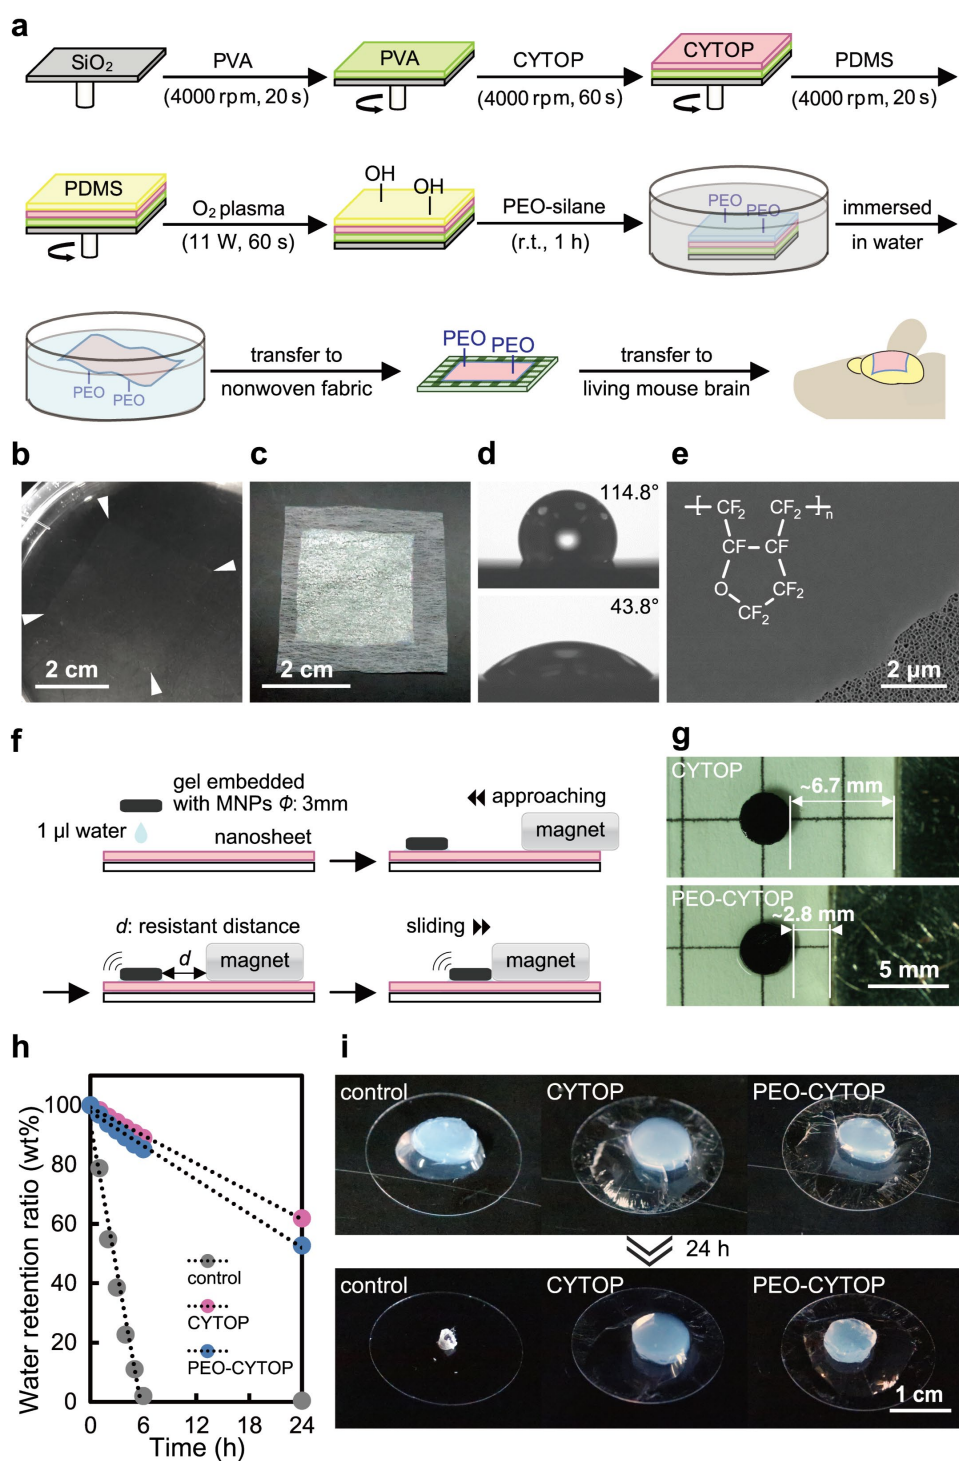 a
SiO2
PVA
(4000 rpm, 20 s)
PVA
CYTOP
(4000 rpm, 60 s)
CYTOP
PDMS
(4000 rpm, 20 s)
PDMS
O2 plasma
(11 W, 60 s)
OH
OH
PEO-silane
(r.t., 1 h)
PEO
PEO
immersed
in water
PEO
PEO
transfer to
nonwoven fabric
PEO
PEO
transfer to
living mouse brain
b
2 cm
c
2 cm
d
114.8°
43.8°
e
CF2
CF2
n
CF
CF
O
CF2
CF2
2 μm
f
gel embedded
with MNPs Φ: 3mm
1 μl water
nanosheet
approaching
magnet
d: resistant distance
d
magnet
sliding
magnet
g
CYTOP
~6.7 mm
PEO-CYTOP
~2.8 mm
5 mm
h
Water retention ratio (wt%)
100
80
60
40
20
0
control
CYTOP
PEO-CYTOP
0 6 12 18 24
Time (h)
i
control
CYTOP
PEO-CYTOP
24 h
control
CYTOP
PEO-CYTOP
1 cm